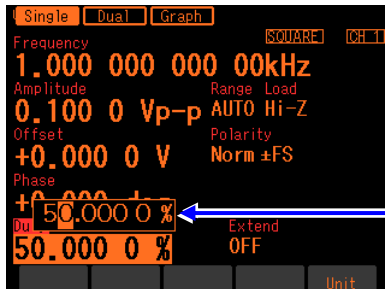 Single Dual Graph
Frequency SQUARE CH 1
1.000 000 000 00kHz
Amplitude Range Load
0.100 0 Vp-p AUTO Hi-Z
Offset Polarity
+0.000 0 V Norm ±FS
Phase
50.000 0 %
Extend
50.000 0 % OFF
Unit